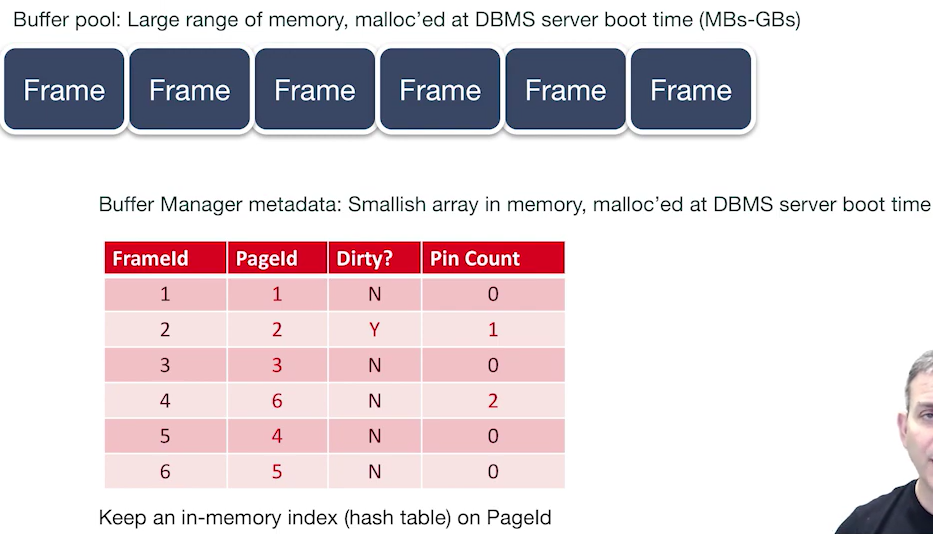 Buffer pool: Large range of memory, malloc’ed at DBMS server boot time (MBs-GBs)
Frame Frame Frame Frame Frame Frame
Buffer Manager metadata: Smallish array in memory, malloc’ed at DBMS server boot time
FrameId PageId Dirty? Pin Count
1 1 N 0
2 2 Y 1
3 3 N 0
4 6 N 2
5 4 N 0
6 5 N 0
Keep an in-memory index (hash table) on PageId